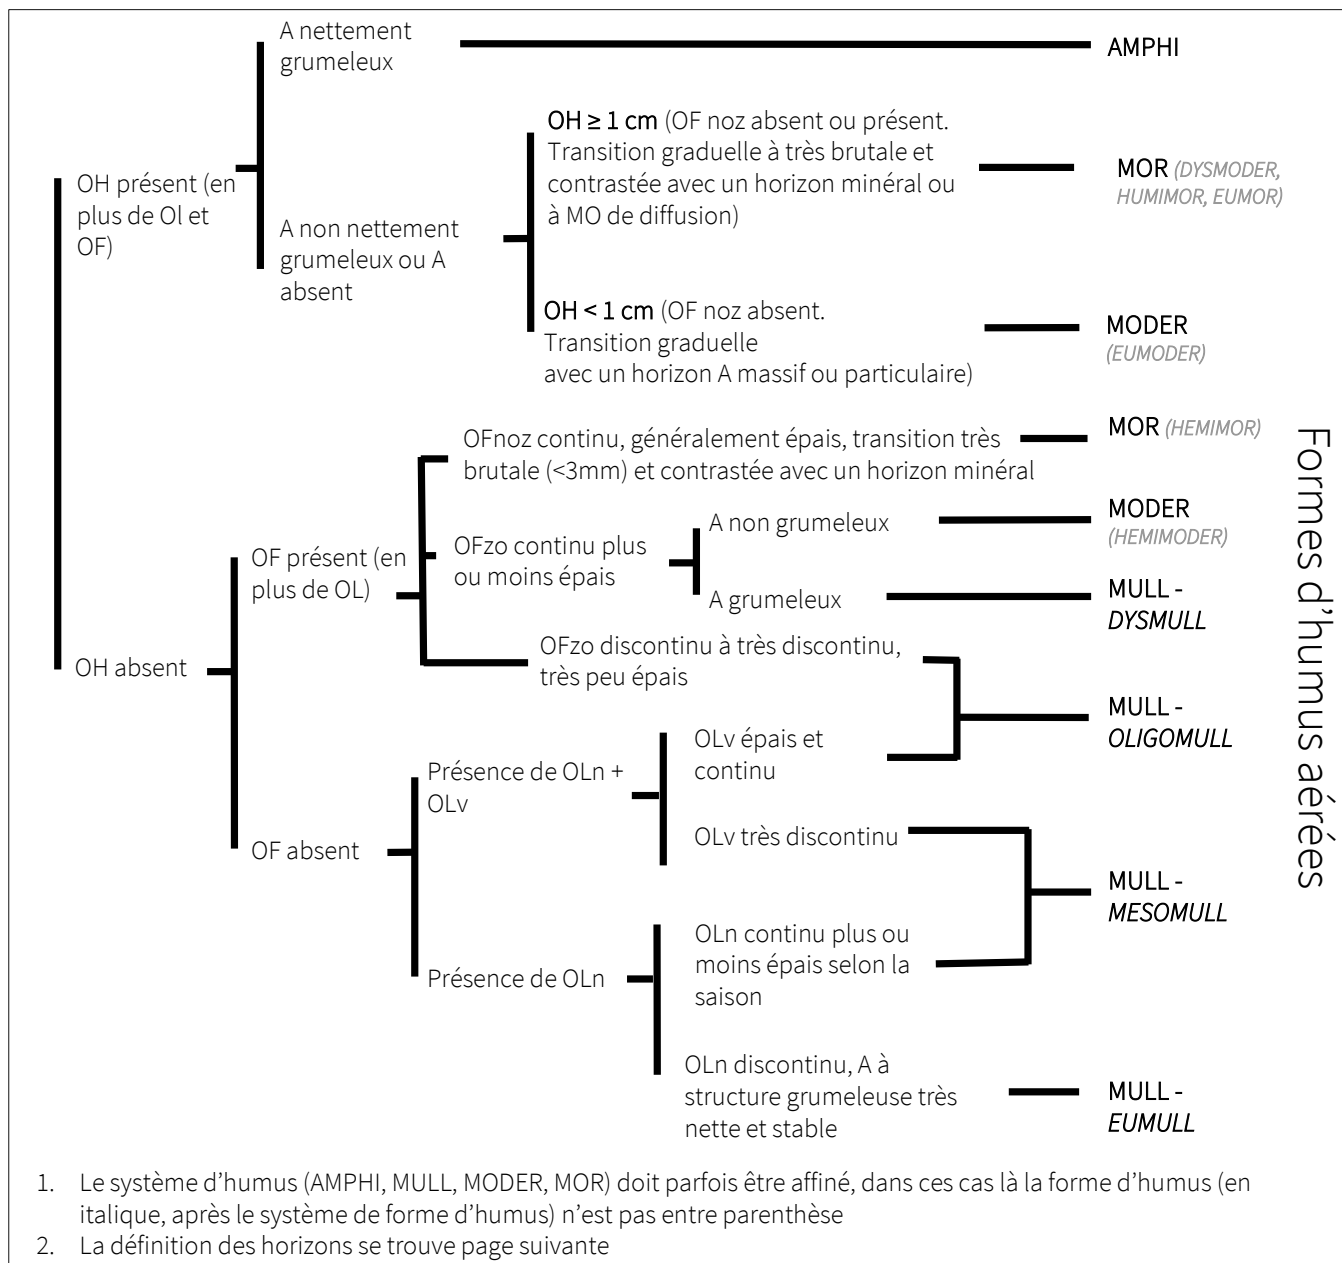 A nettement
grumeleux
AMPHI
OH présent (en
plus de Ol et
OF)
A non nettement
grumeleux ou A
absent
OH ≥ 1 cm (OF noz absent ou présent.
Transition graduelle à très brutale et
contrastée avec un horizon minéral ou
à MO de diffusion)
MOR (DYSMODER,
HUMIMOR, EUMOR)
OH < 1 cm (OF noz absent.
Transition graduelle
avec un horizon A massif ou particulaire)
MODER
(EUMODER)
OH absent
OF présent (en
plus de OL)
OFnoz continu, généralement épais, transition très
brutale (<3mm) et contrastée avec un horizon minéral
MOR (HEMIMOR)
OFzo continu plus
ou moins épais
A non grumeleux
MODER
(HEMIMODER)
A grumeleux
MULL -
DYSMULL
OFzo discontinu à très discontinu,
très peu épais
MULL -
OLIGOMULL
OF absent
Présence de OLn +
OLv
OLv épais et
continu
OLv très discontinu
MULL -
MESOMULL
Présence de OLn
OLn continu plus ou
moins épais selon la
saison
OLn discontinu, A à
structure grumeleuse très
nette et stable
MULL -
EUMULL
Formes d'humus aérées
1. Le système d'humus (AMPHI, MULL, MODER, MOR) doit parfois être affiné, dans ces cas là la forme d'humus (en
italique, après le système de forme d'humus) n'est pas entre parenthèse
2. La définition des horizons se trouve page suivante